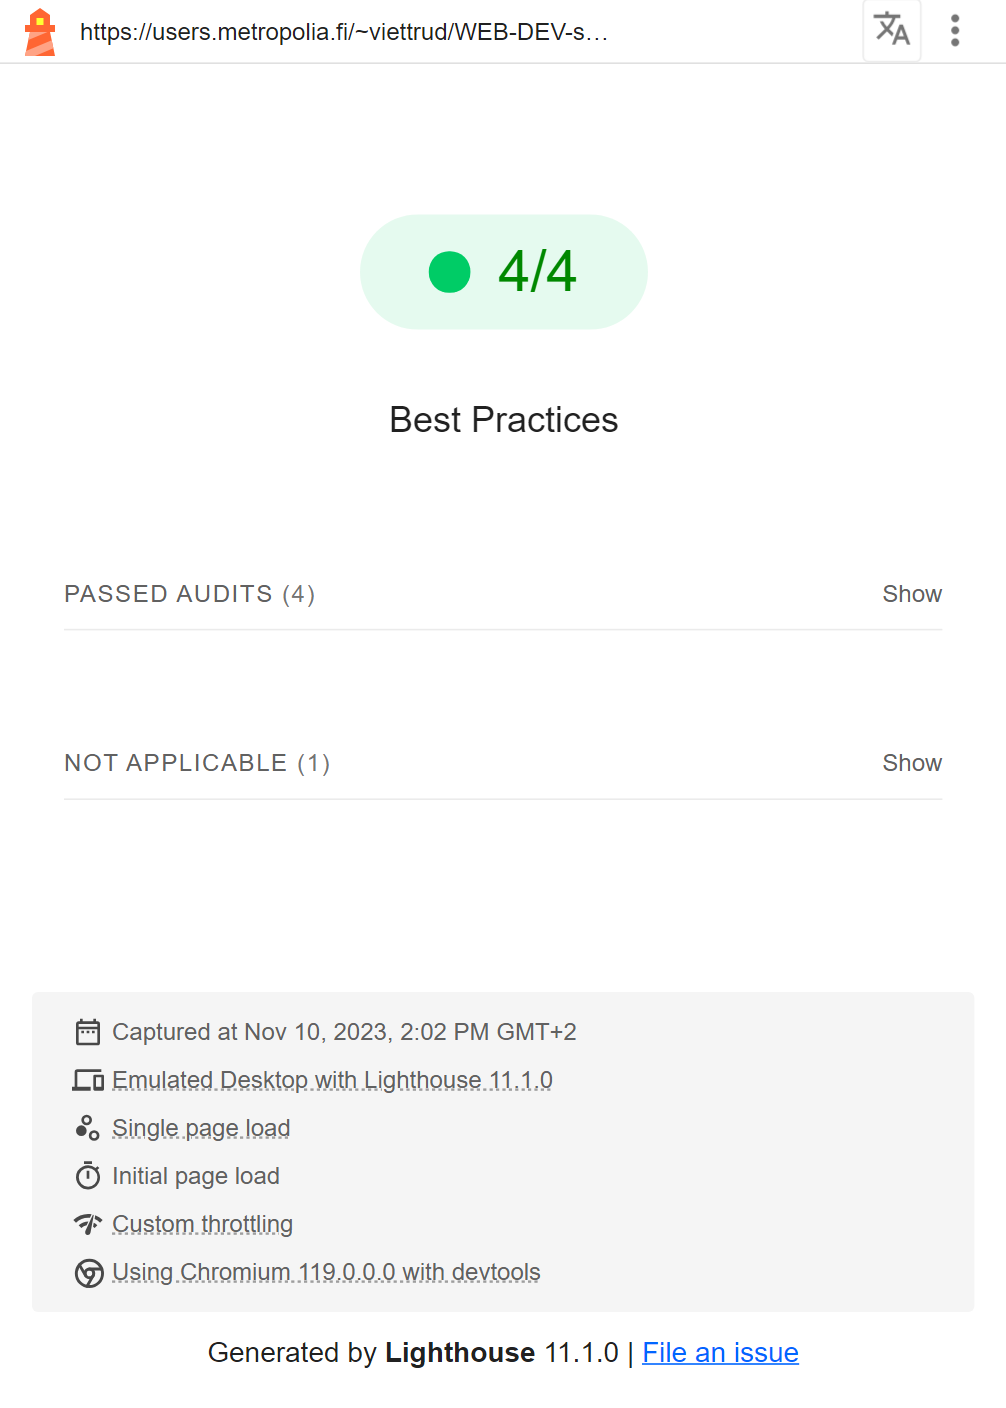 https://users.metropolia.fi/~viettrud/WEB-DEV-s…
4/4
Best Practices
PASSED AUDITS (4) Show
NOT APPLICABLE (1) Show
Captured at Nov 10, 2023, 2:02 PM GMT+2
Emulated Desktop with Lighthouse 11.1.0
Single page load
Initial page load
Custom throttling
Using Chromium 119.0.0.0 with devtools
Generated by Lighthouse 11.1.0 | File an issue